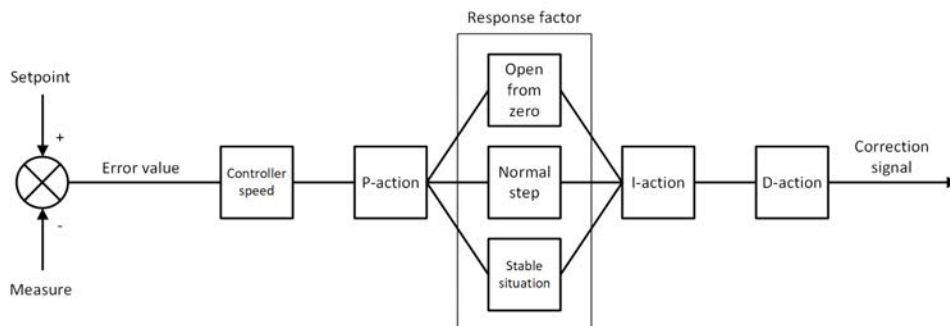 Response factor
Setpoint
+
Error value
-
Measure
Controller
speed
P-action
Open
from
zero
Normal
step
Stable
situation
I-action
D-action
Correction
signal